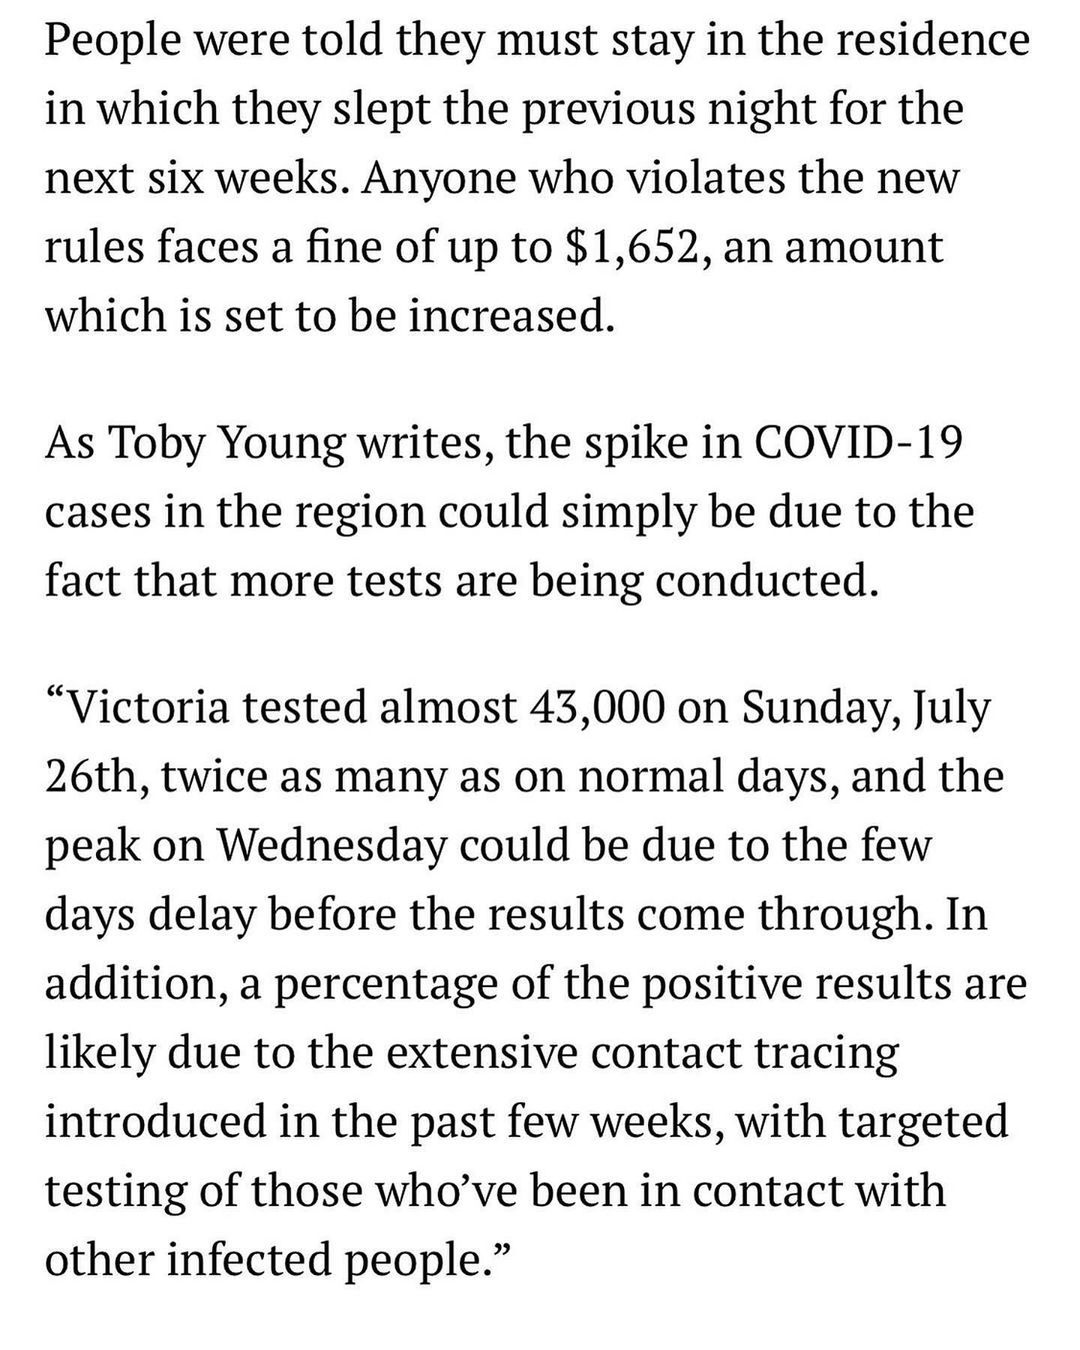 People were told they must stay in the residence
in which they slept the previous night for the
next six weeks. Anyone who violates the new
rules faces a fine of up to $1,652, an amount
which is set to be increased.
As Toby Young writes, the spike in COVID-19
cases in the region could simply be due to the
fact that more tests are being conducted.
“Victoria tested almost 43,000 on Sunday, July
26th, twice as many as on normal days, and the
peak on Wednesday could be due to the few
days delay before the results come through. In
addition, a percentage of the positive results are
likely due to the extensive contact tracing
introduced in the past few weeks, with targeted
testing of those who’ve been in contact with
other infected people.”